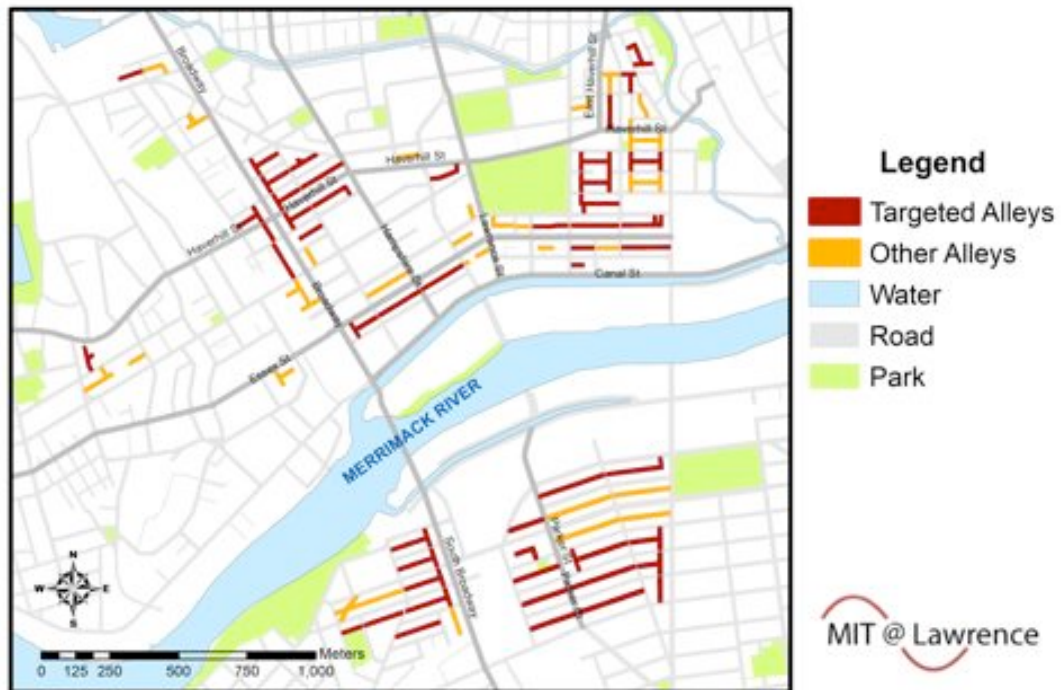 Broadway
East Haverhill St
Haverhill St
Haverhill St
Haverhill St
Haverhill St
Hampshire St
Lawrence St
Broadway
Canal St
Essex St
MERRIMACK RIVER
South Broadway
Parker St
Parker St
N
W
E
S
Meters
0 125 250 500 750 1,000
Legend
Targeted Alleys
Other Alleys
Water
Road
Park
MIT @ Lawrence